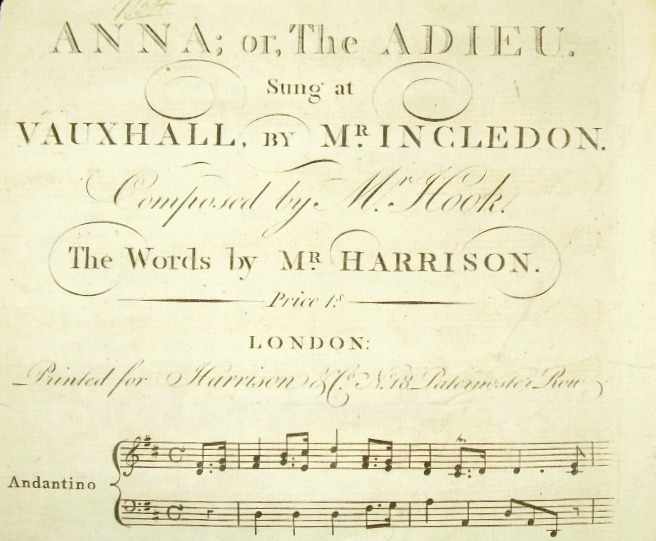 ANNA; or, The ADIEU.
Sung at
VAUXHALL, BY MR. INCLEDON.
Composed by Mr. Hook.
The Words by MR HARRISON.
Price 1s
LONDON:
Printed for Harrison & Co. No. 18 Paternoster Row
Andantino